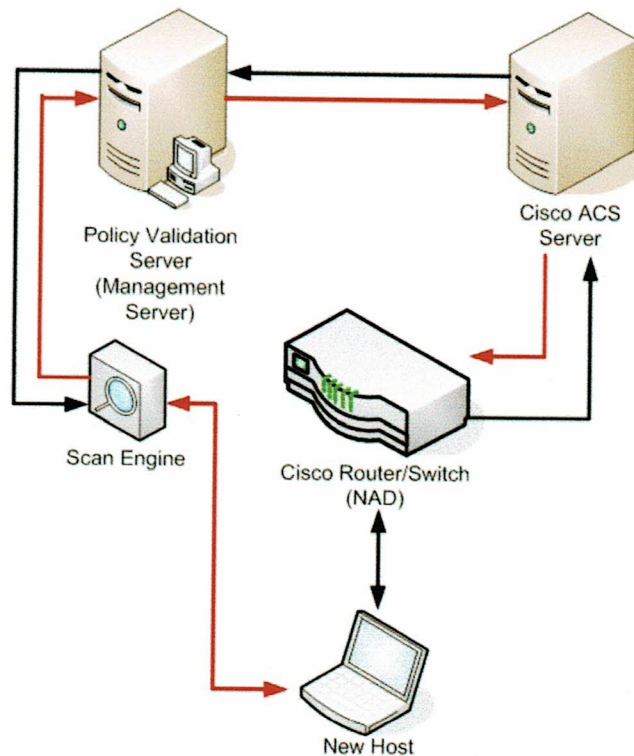 Policy Validation
Server
(Management
Server)
Cisco ACS
Server
Scan Engine
Cisco Router/Switch
(NAD)
New Host